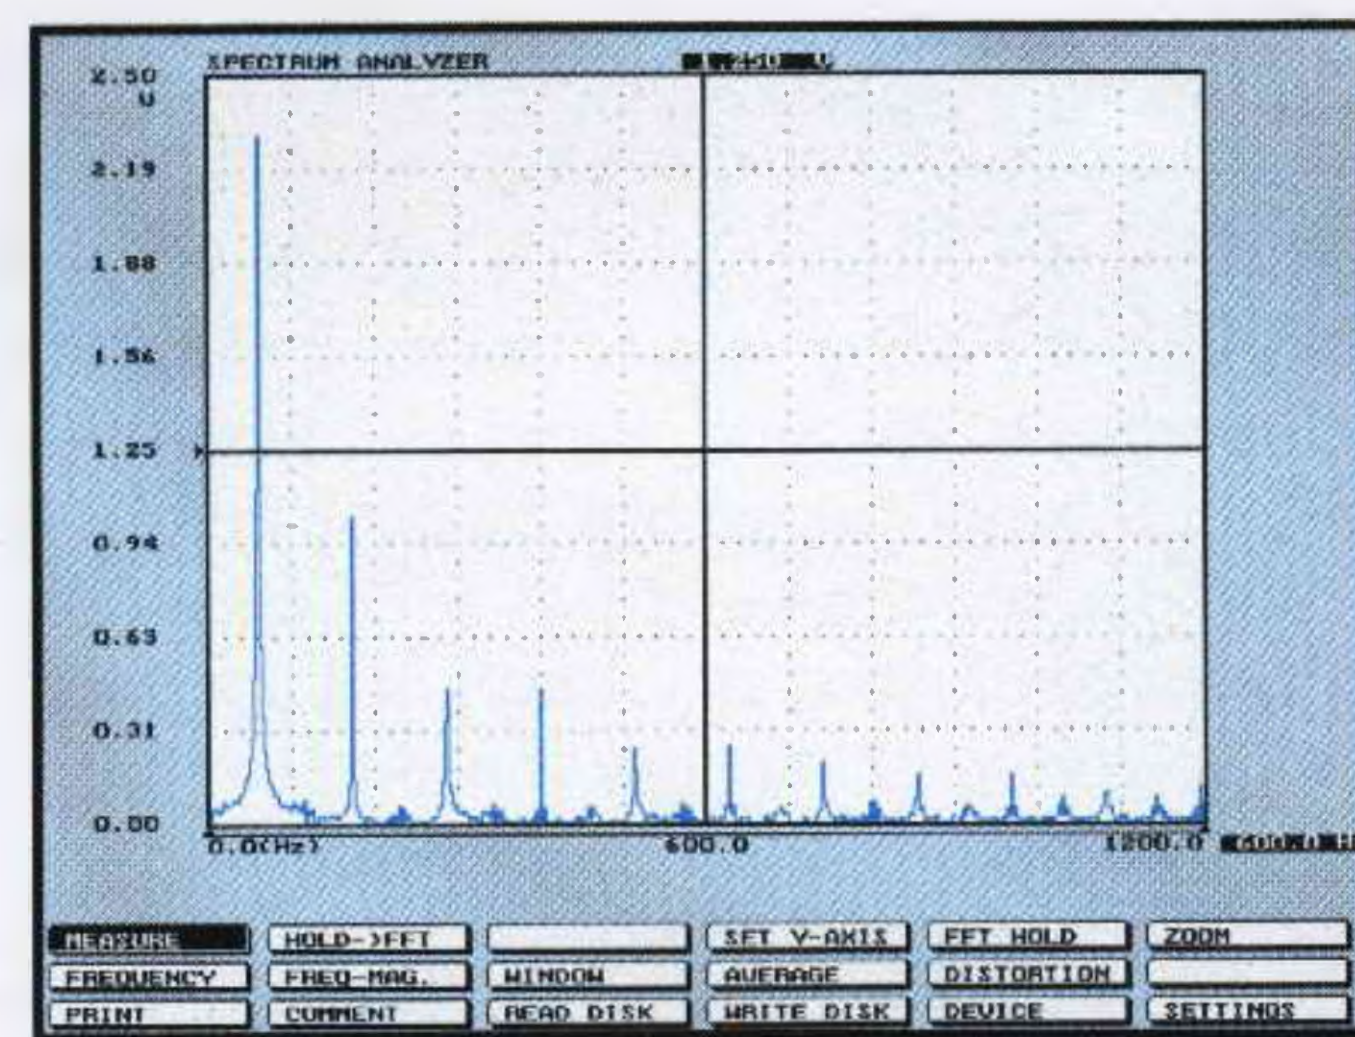 SPECTRUM ANALYZER
2.50
V
2.19
1.88
1.56
1.25
0.94
0.63
0.31
0.00
0.0(Hz) 600.0 1200.0
MEASURE HOLD->FFT SET V-AXIS FFT HOLD ZOOM
FREQUENCY FREQ-MAG. WINDOW AVERAGE DISTORTION
PRINT COMMENT READ DISK WRITE DISK DEVICE SETTINGS